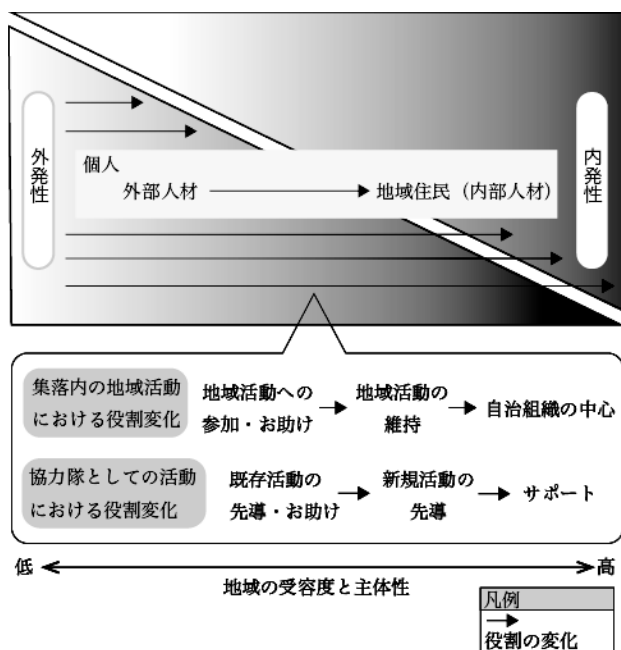 外発性
内発性
個人
外部人材
地域住民（内部人材）
集落内の地域活動
における役割変化
地域活動への
参加・お助け
地域活動の
維持
自治組織の中心
協力隊としての活動
における役割変化
既存活動の
先導・お助け
新規活動の
先導
サポート
低
高
地域の受容度と主体性
凡例
役割の変化